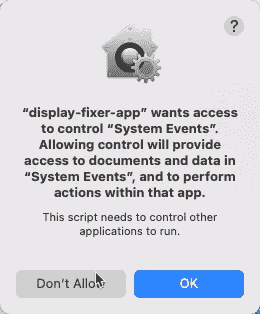 ?
“display-fixer-app” wants access
to control “System Events”.
Allowing control will provide
access to documents and data in
“System Events”, and to perform
actions within that app.
This script needs to control other
applications to run.
Don't Allow
OK